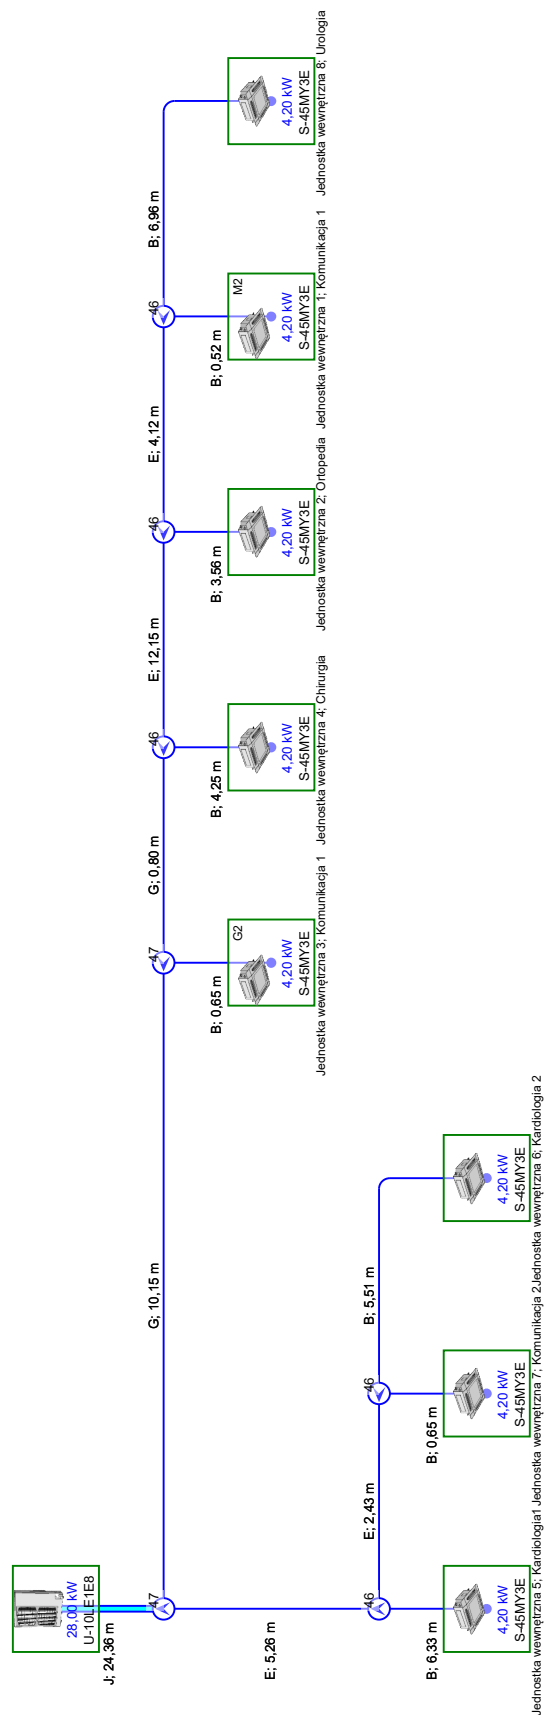 28,00 kW
U-10LE1E8
J; 24,36 m
47
G; 10,15 m
47
G; 0,80 m
46
E; 12,15 m
46
E; 4,12 m
46
B; 6,96 m
B; 0,65 m
G2
4,20 kW
S-45MY3E
Jednostka wewnętrzna 3; Komunikacja 1
B; 4,25 m
4,20 kW
S-45MY3E
Jednostka wewnętrzna 4; Chirurgia
B; 3,56 m
4,20 kW
S-45MY3E
Jednostka wewnętrzna 2; Ortopedia
B; 0,52 m
M2
4,20 kW
S-45MY3E
Jednostka wewnętrzna 1; Komunikacja 1
4,20 kW
S-45MY3E
Jednostka wewnętrzna 8; Urologia
E; 5,26 m
46
E; 2,43 m
46
B; 5,51 m
B; 6,33 m
4,20 kW
S-45MY3E
Jednostka wewnętrzna 5; Kardiologia1
B; 0,65 m
4,20 kW
S-45MY3E
Jednostka wewnętrzna 7; Komunikacja 2
4,20 kW
S-45MY3E
Jednostka wewnętrzna 6; Kardiologia 2